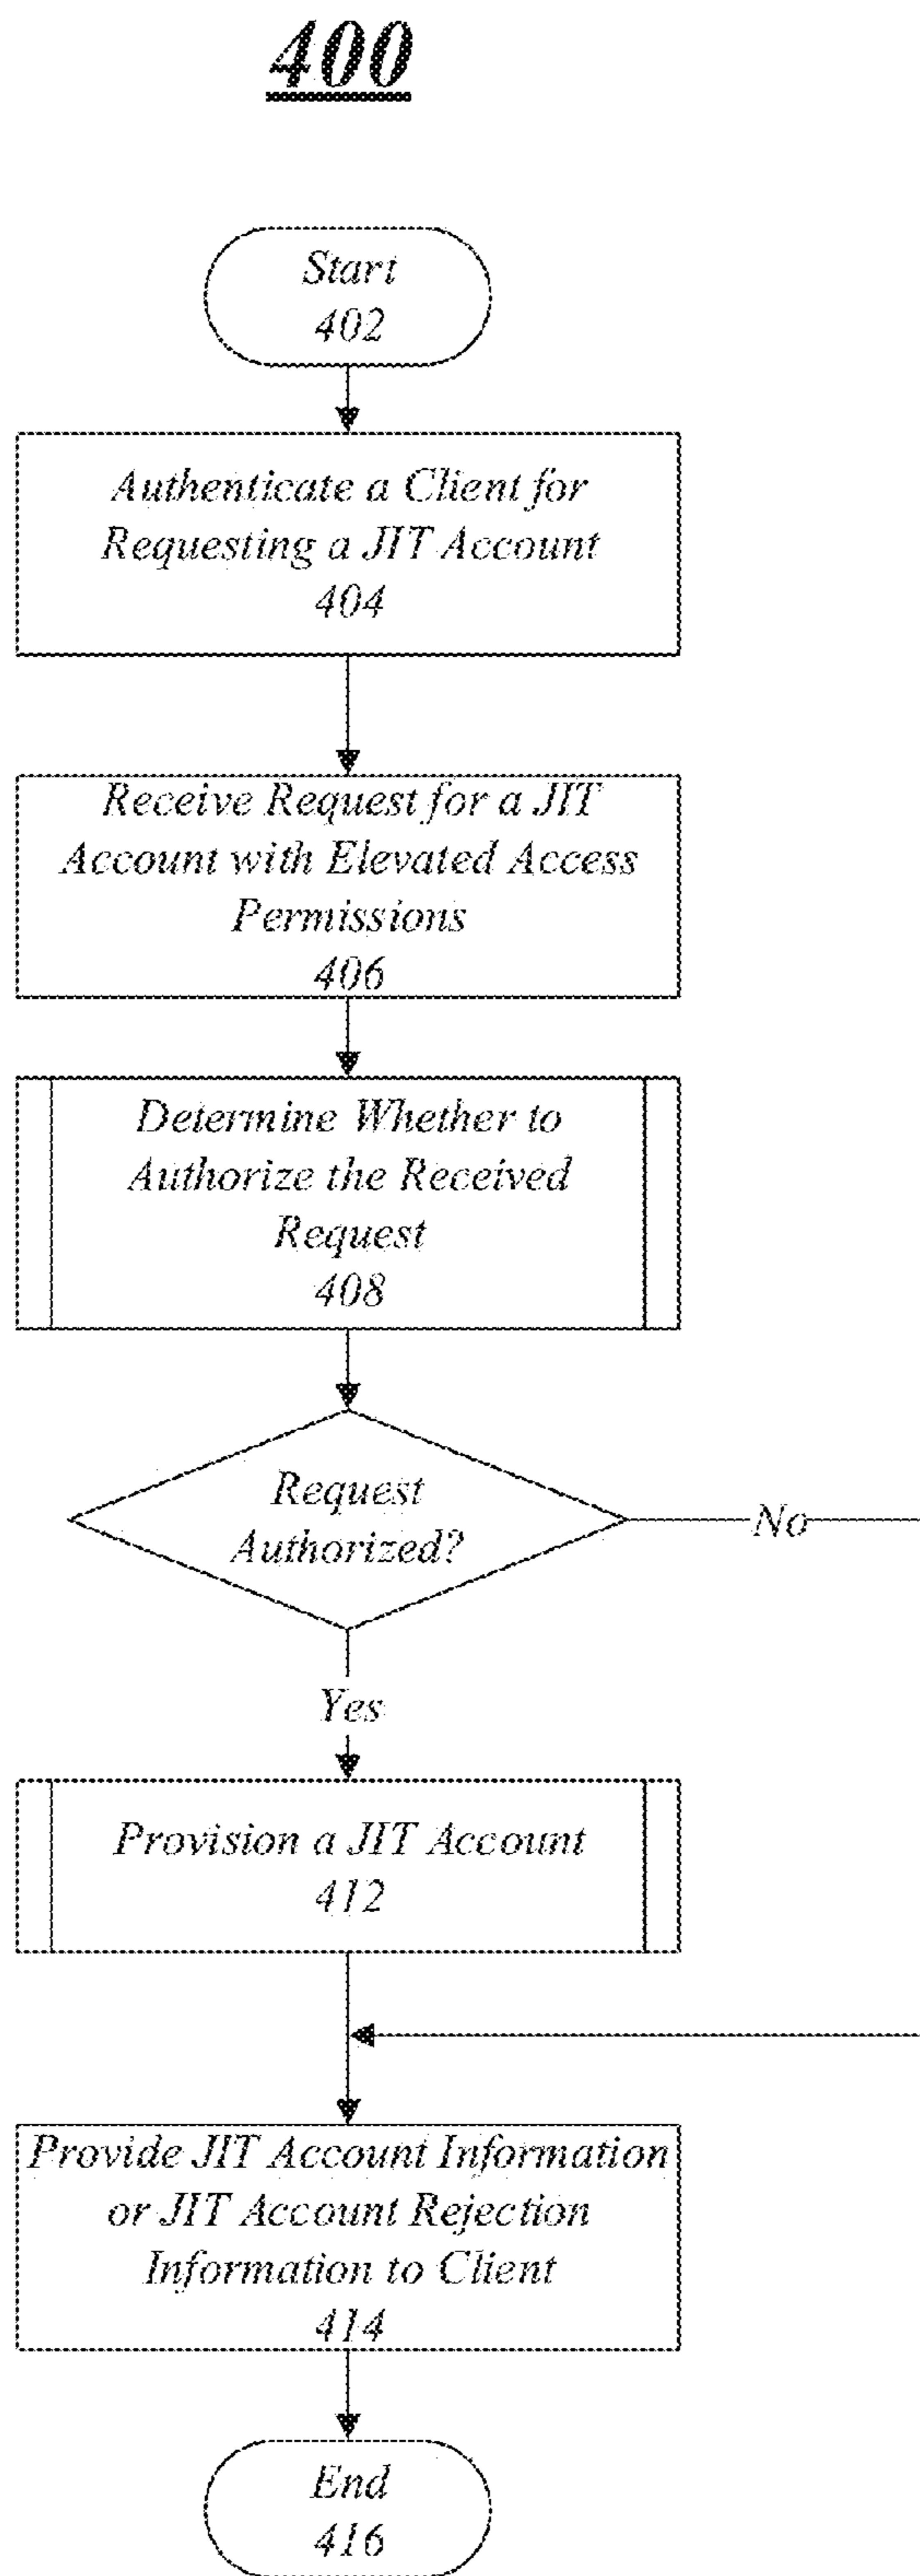 400
Start
402
Authenticate a Client for
Requesting a JIT Account
404
Receive Request for a JIT
Account with Elevated Access
Permissions
406
Determine Whether to
Authorize the Received
Request
408
Request
Authorized?
No
Yes
Provision a JIT Account
412
Provide JIT Account Information
or JIT Account Rejection
Information to Client
414
End
416